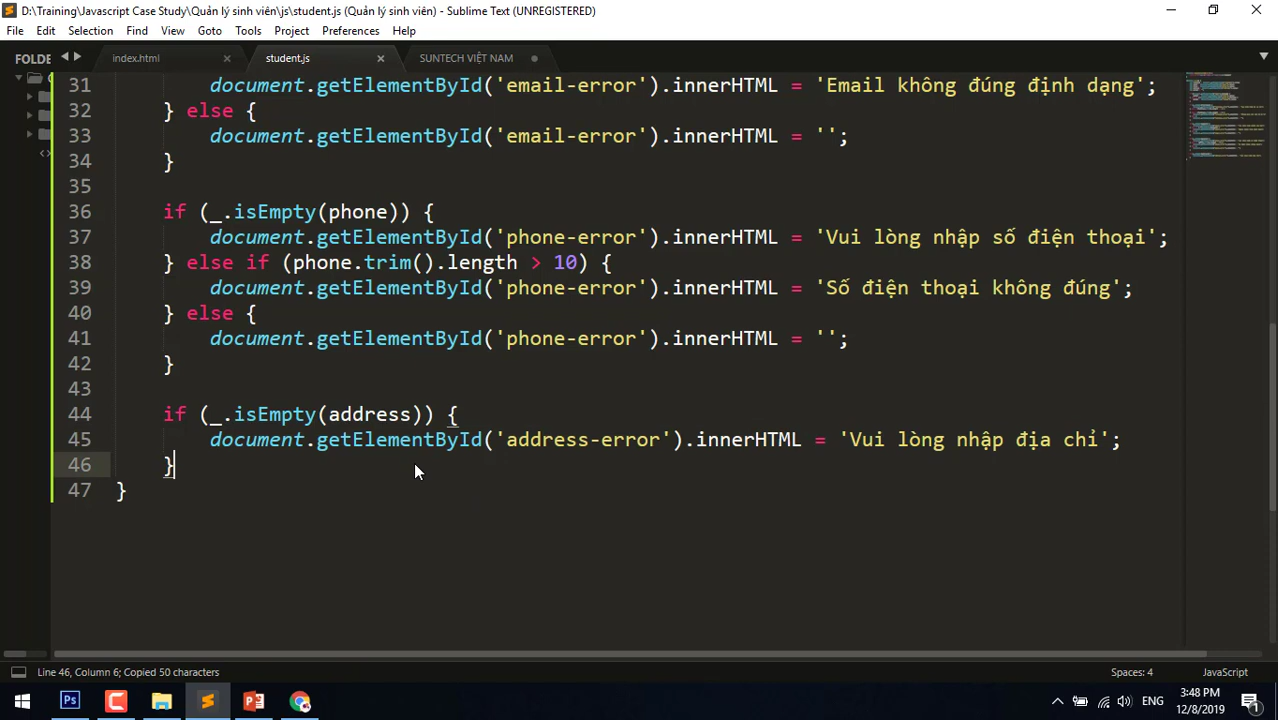 D:\Training\Javascript Case Study\Quản lý sinh viên\js\student.js (Quản lý sinh viên) - Sublime Text (UNREGISTERED)
File Edit Selection Find View Goto Tools Project Preferences Help
FOLDE index.html student.js SUNTECH VIỆT NAM
31 document.getElementById('email-error').innerHTML = 'Email không đúng định dạng';
32 } else {
33 document.getElementById('email-error').innerHTML = '';
34 }
35
36 if (_.isEmpty(phone)) {
37 document.getElementById('phone-error').innerHTML = 'Vui lòng nhập số điện thoại';
38 } else if (phone.trim().length > 10) {
39 document.getElementById('phone-error').innerHTML = 'Số điện thoại không đúng';
40 } else {
41 document.getElementById('phone-error').innerHTML = '';
42 }
43
44 if (_.isEmpty(address)) {
45 document.getElementById('address-error').innerHTML = 'Vui lòng nhập địa chỉ';
46 }
47 }
Line 46, Column 6; Copied 50 characters Spaces: 4 JavaScript
Ps ENG 3:48 PM
12/8/2019 1